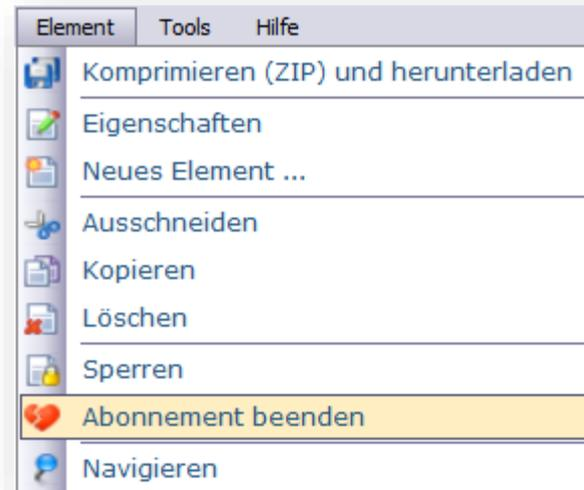 Element Tools Hilfe
Komprimieren (ZIP) und herunterladen
Eigenschaften
Neues Element ...
Ausschneiden
Kopieren
Löschen
Sperren
Abonnement beenden
Navigieren